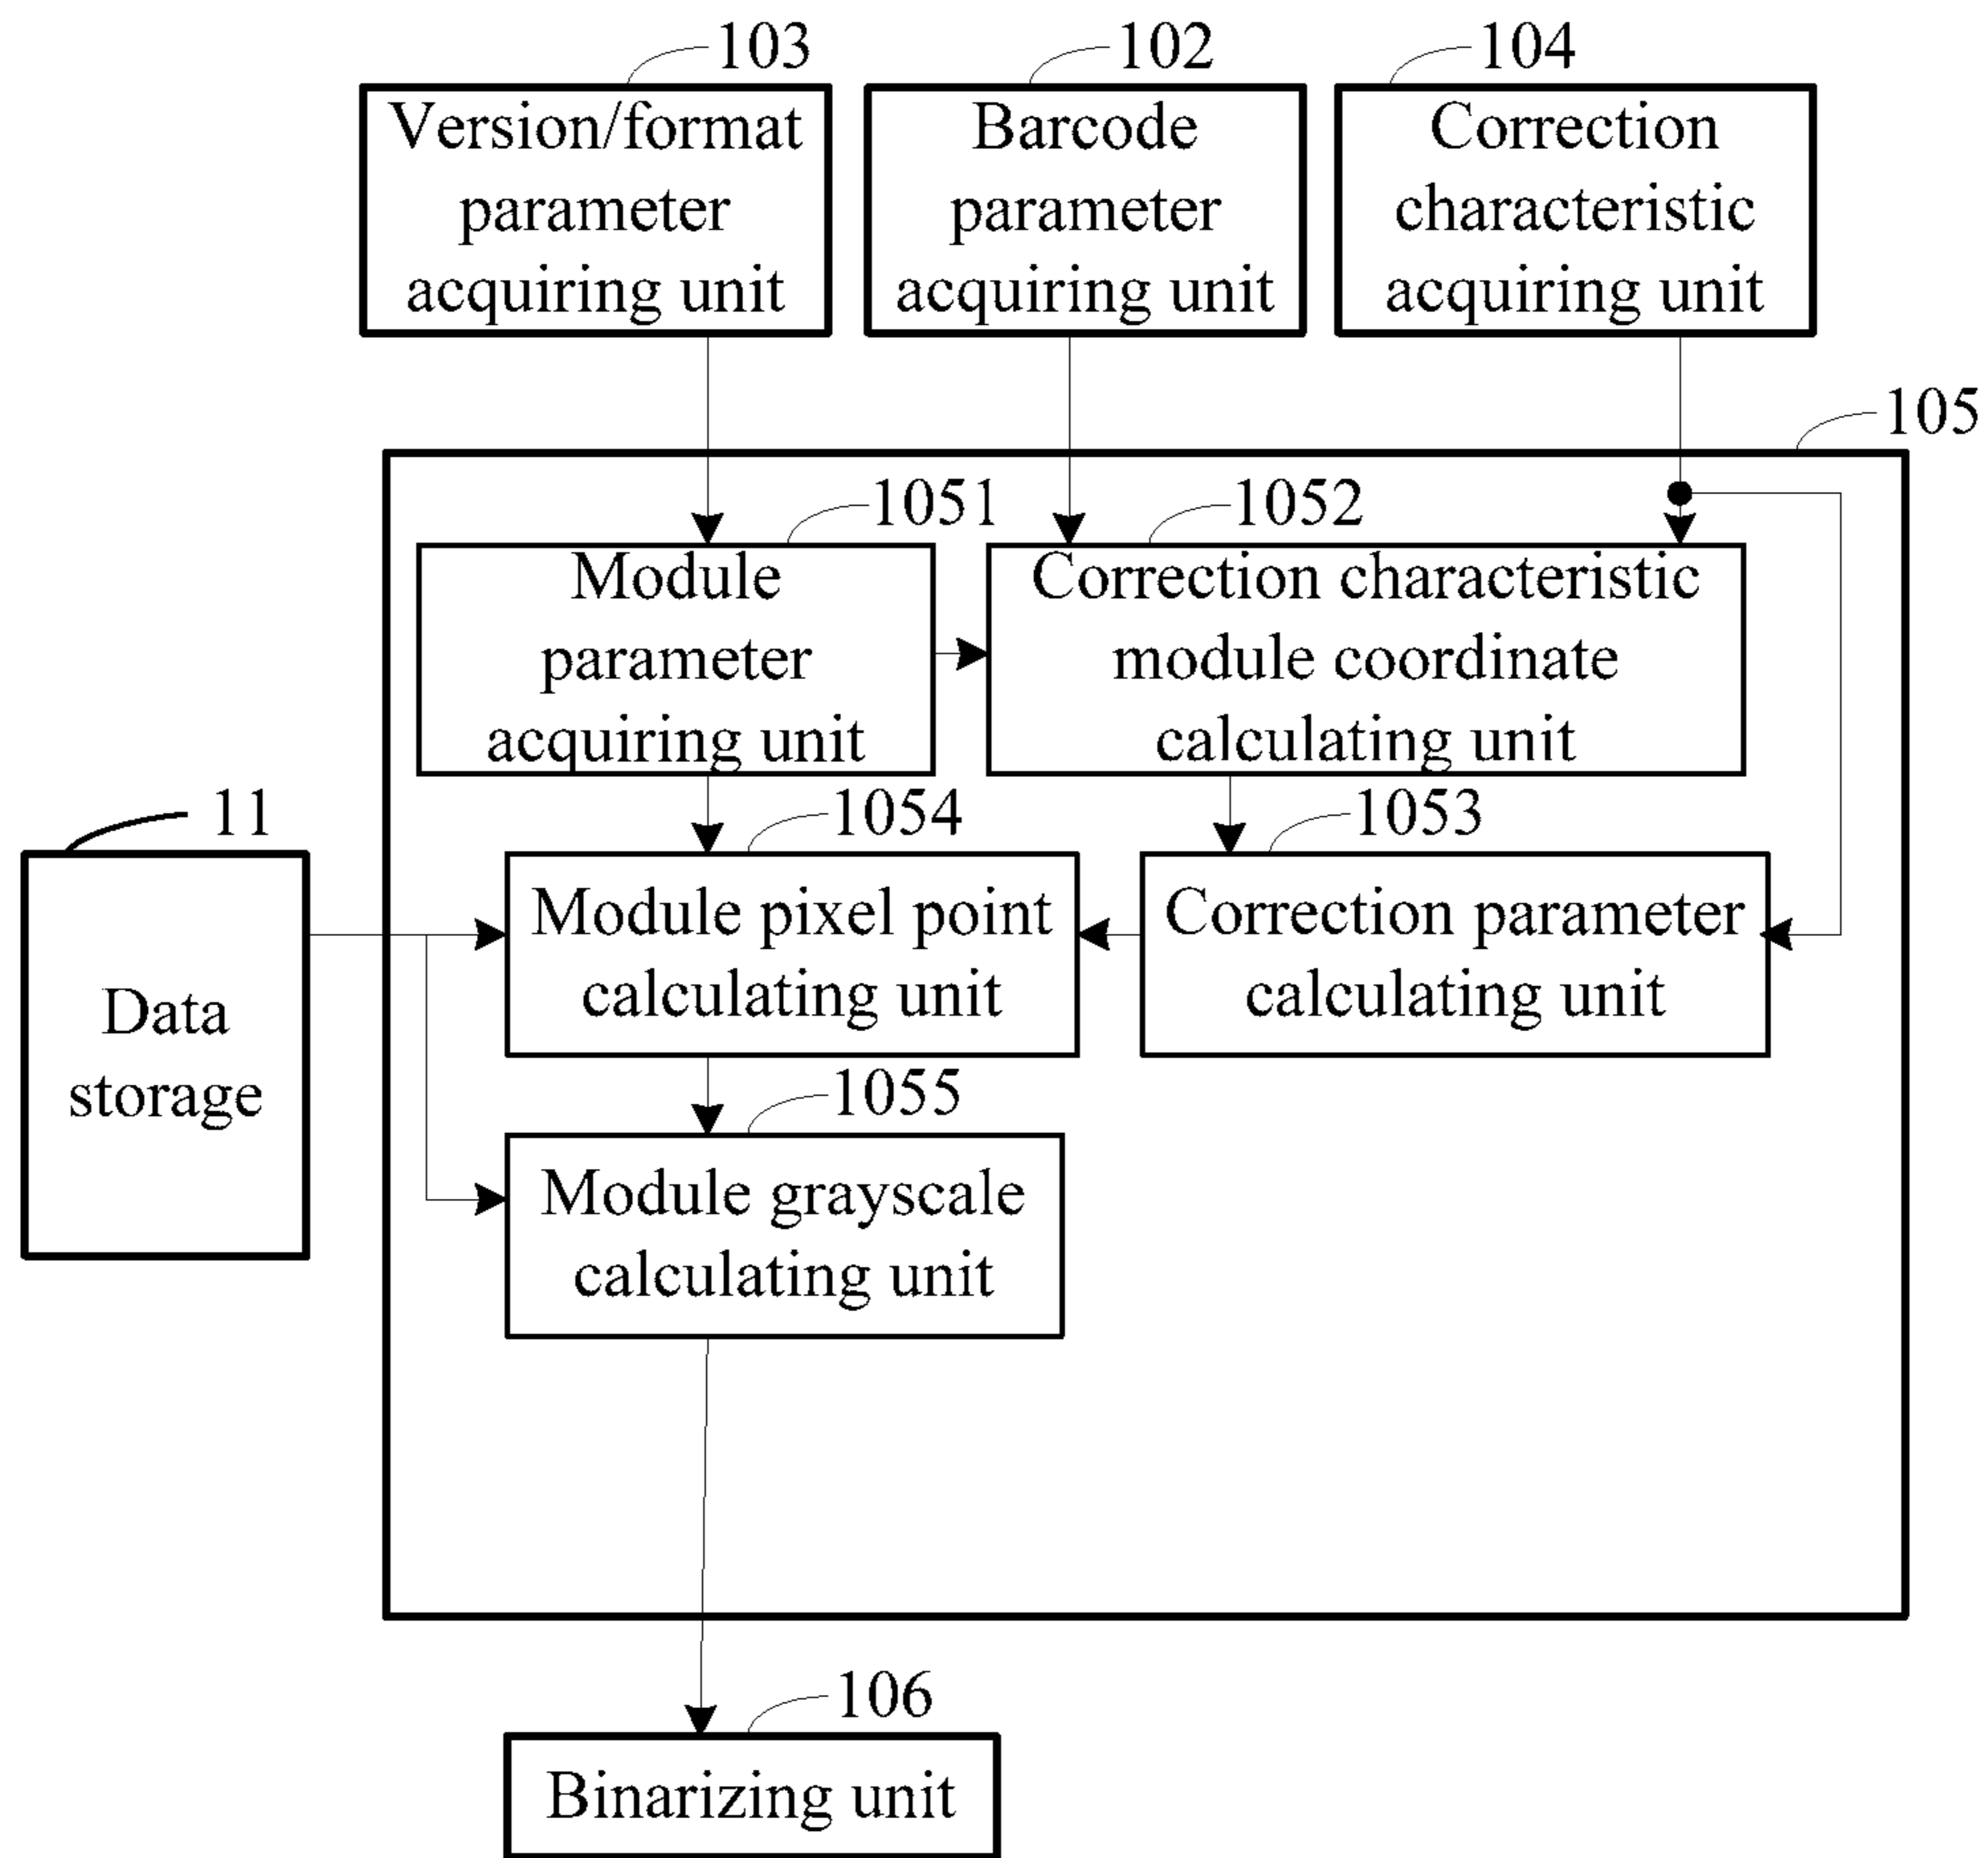 103
Version/format
parameter
acquiring unit
102
Barcode
parameter
acquiring unit
104
Correction
characteristic
acquiring unit
105
1051
Module
parameter
acquiring unit
1052
Correction characteristic
module coordinate
calculating unit
11
Data
storage
1054
Module pixel point
calculating unit
1053
Correction parameter
calculating unit
1055
Module grayscale
calculating unit
106
Binarizing unit